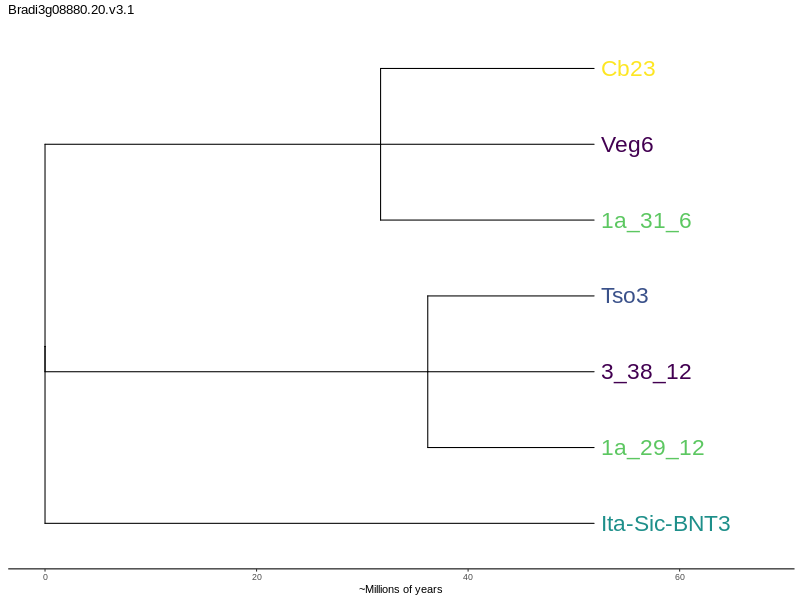 Bradi3g08880.20.v3.1
Cb23
Veg6
1a_31_6
Tso3
3_38_12
1a_29_12
Ita-Sic-BNT3
0 20 40 60
~Millions of years